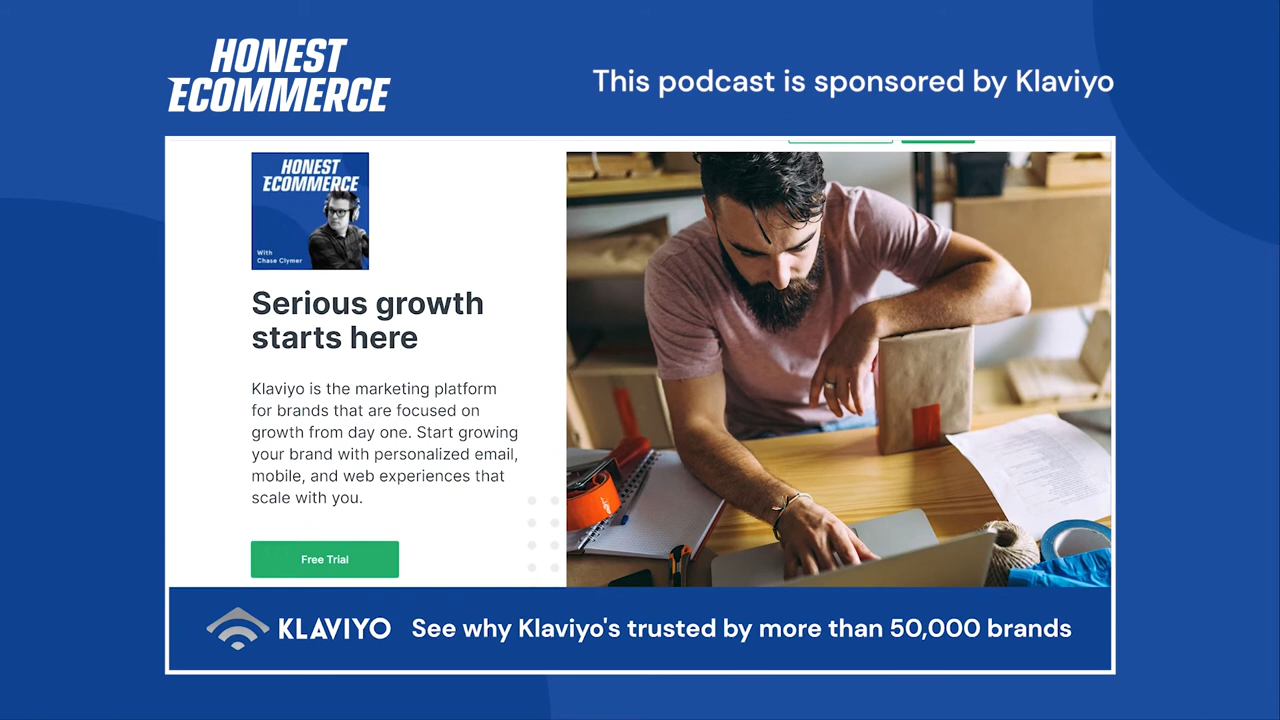 HONEST
ECOMMERCE
This podcast is sponsored by Klaviyo
HONEST
ECOMMERCE
With
Chase Clymer
Serious growth
starts here
Klaviyo is the marketing platform
for brands that are focused on
growth from day one. Start growing
your brand with personalized email,
mobile, and web experiences that
scale with you.
Free Trial
KLAVIYO
See why Klaviyo's trusted by more than 50,000 brands